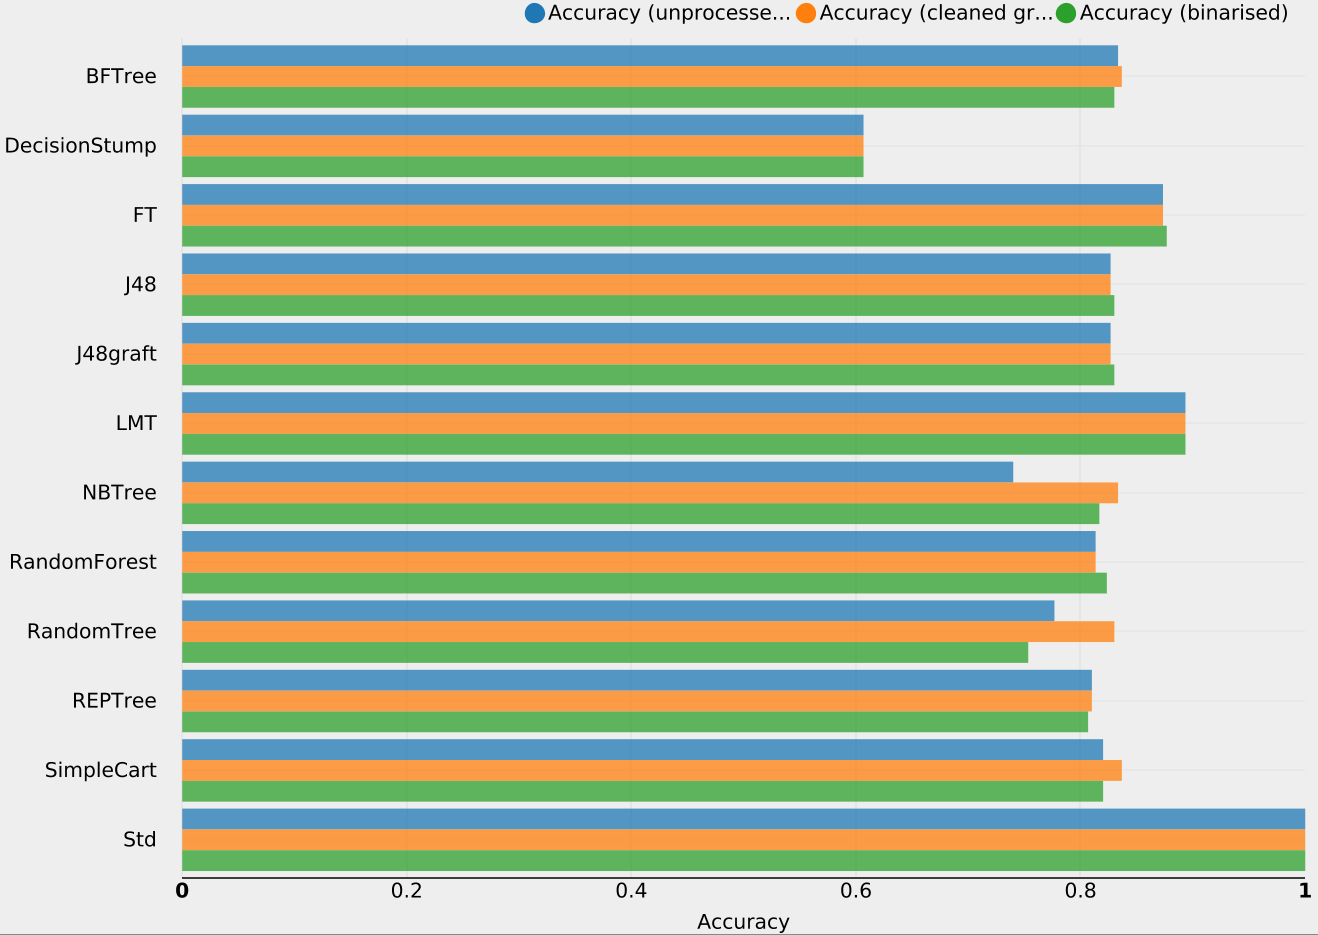 Accuracy (unprocesse... Accuracy (cleaned gr... Accuracy (binarised)
BFTree
DecisionStump
FT
J48
J48graft
LMT
NBTree
RandomForest
RandomTree
REPTree
SimpleCart
Std
0 0.2 0.4 0.6 0.8 1
Accuracy